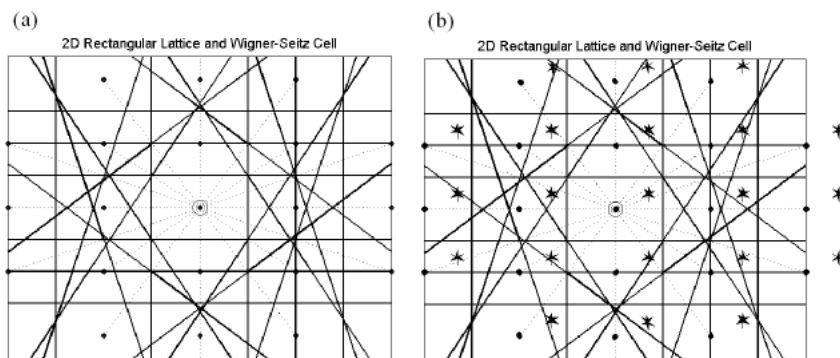 (a)
2D Rectangular Lattice and Wigner-Seitz Cell
(b)
2D Rectangular Lattice and Wigner-Seitz Cell